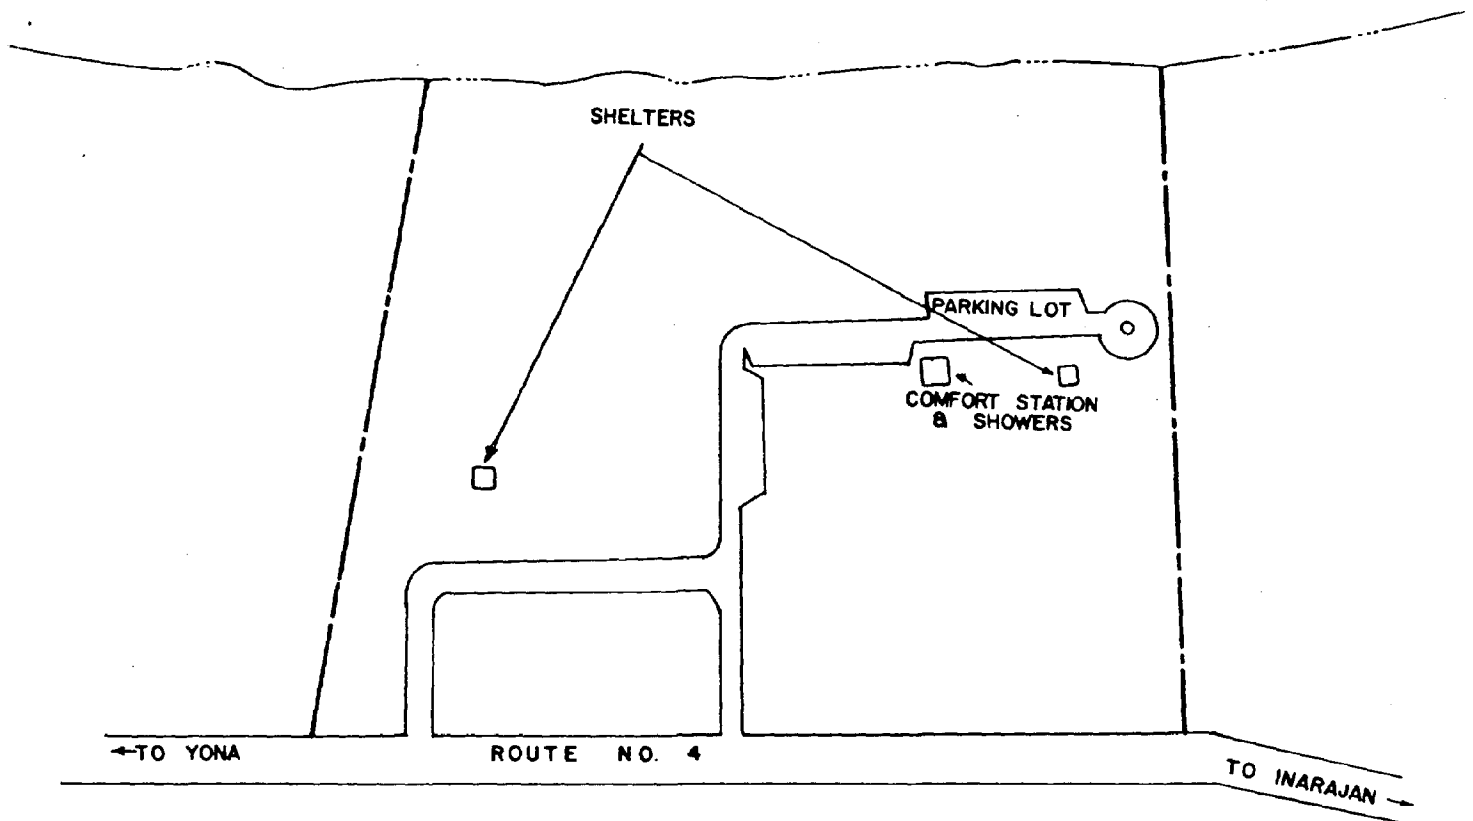 SHELTERS
PARKING LOT
COMFORT STATION
& SHOWERS
←TO YONA
ROUTE NO. 4
TO INARAJAN →